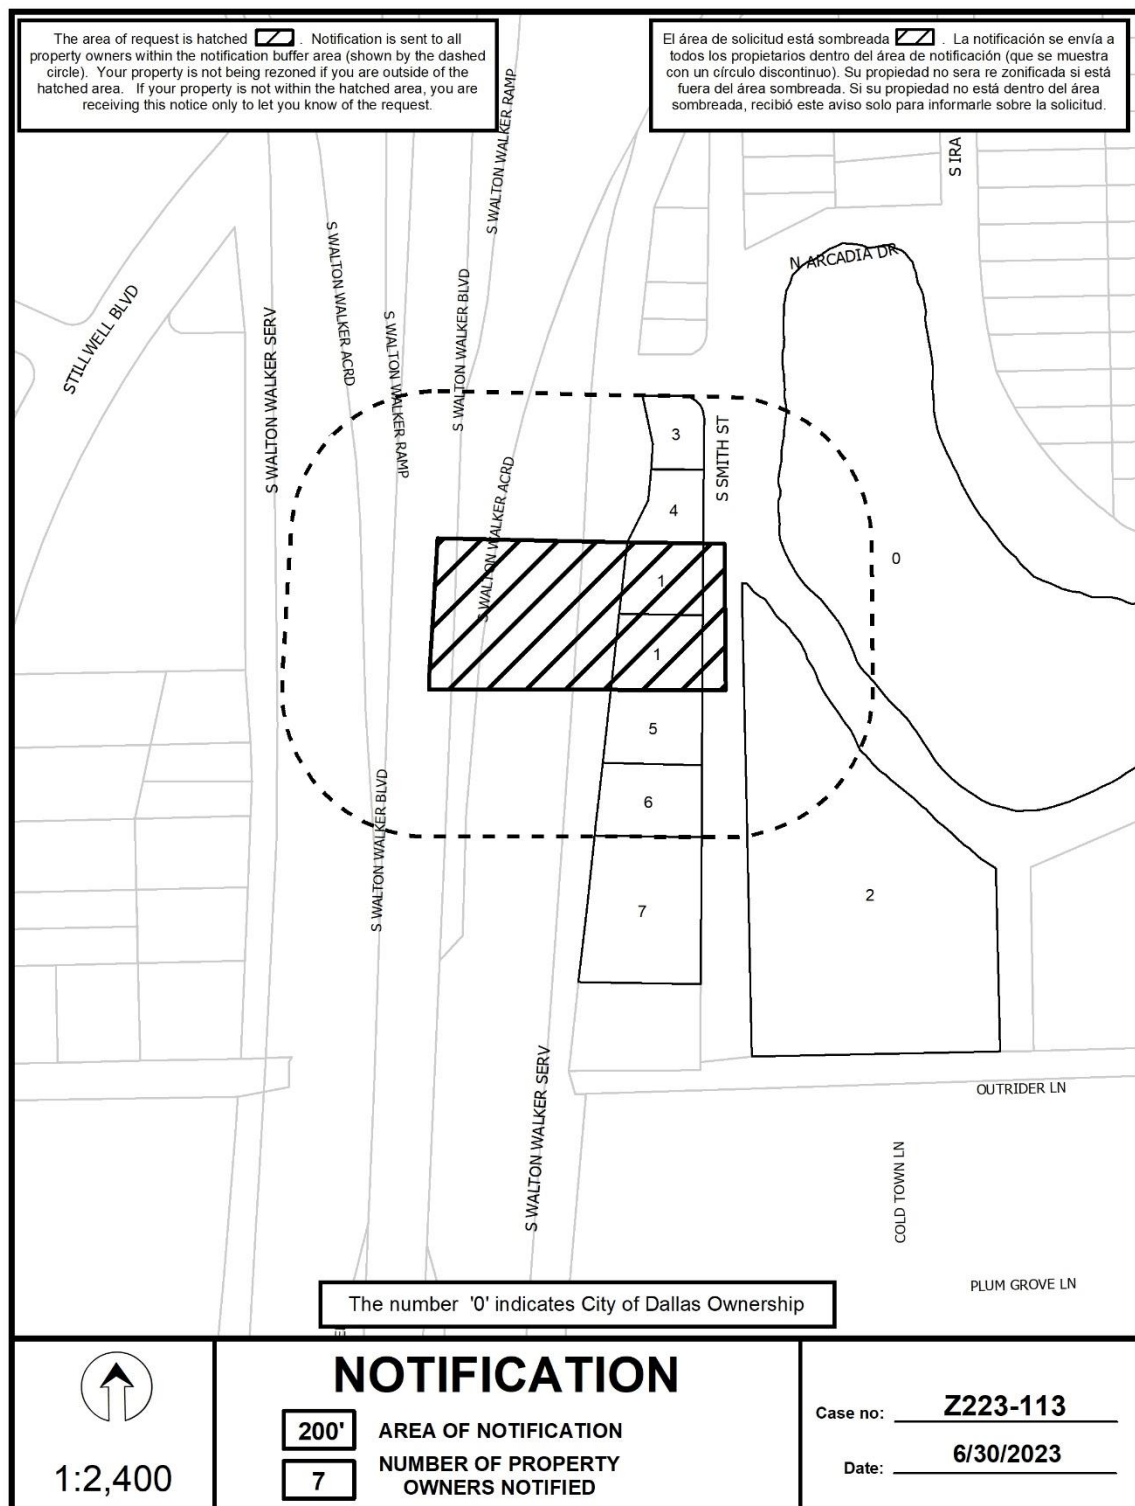 The area of request is hatched . Notification is sent to all
property owners within the notification buffer area (shown by the dashed
circle). Your property is not being rezoned if you are outside of the
hatched area. If your property is not within the hatched area, you are
receiving this notice only to let you know of the request.
El área de solicitud está sombreada . La notificación se envía a
todos los propietarios dentro del área de notificación (que se muestra
con un círculo discontinuo). Su propiedad no sera re zonificada si está
fuera del área sombreada. Si su propiedad no está dentro del área
sombreada, recibió este aviso solo para informarle sobre la solicitud.
S WALTON WALKER RAMP
S IRA
N ARCADIA DR
STILLWELL BLVD
S WALTON WALKER SERV
S WALTON WALKER ACRD
S WALTON WALKER RAMP
S WALTON WALKER BLVD
S WALTON WALKER ACRD
S SMITH ST
3
4
0
1
1
5
6
S WALTON WALKER BLVD
2
7
S WALTON WALKER SERV
OUTRIDER LN
COLD TOWN LN
PLUM GROVE LN
The number '0' indicates City of Dallas Ownership
1:2,400
NOTIFICATION
200' AREA OF NOTIFICATION
7 NUMBER OF PROPERTY
OWNERS NOTIFIED
Case no: Z223-113
Date: 6/30/2023